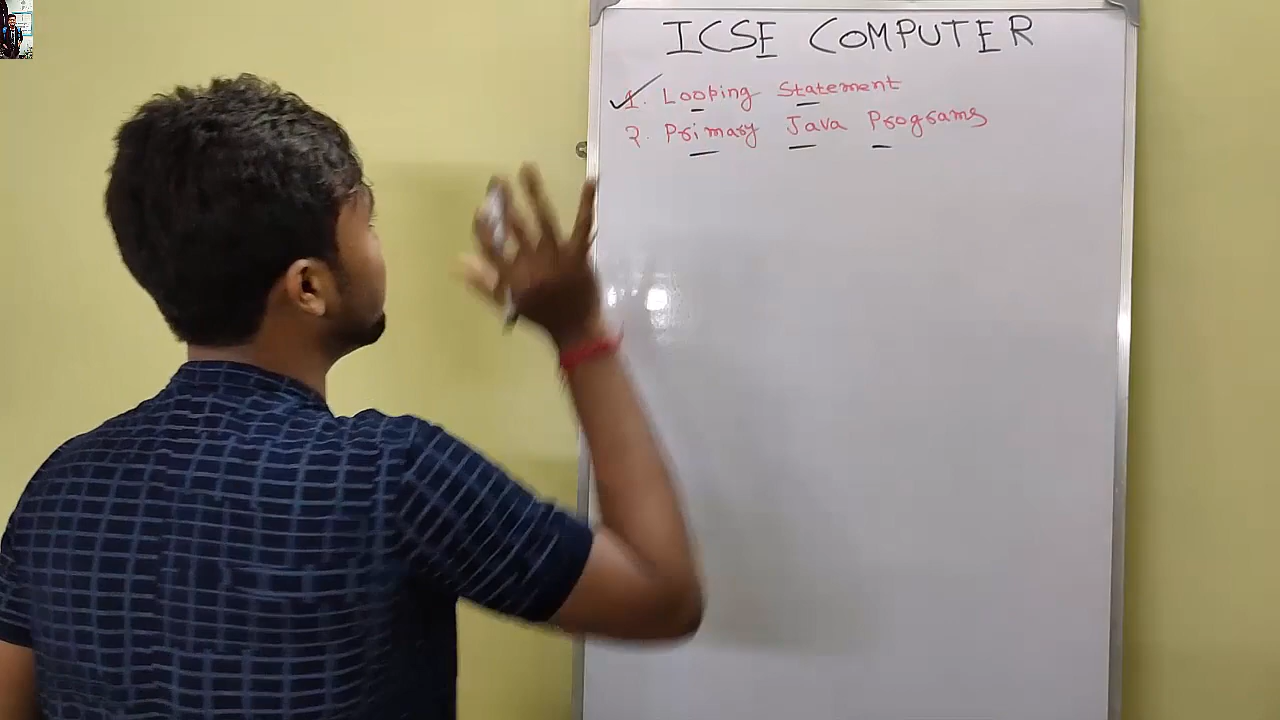 ICSE COMPUTER
1. Looping Statement
2. Primary Java Programs